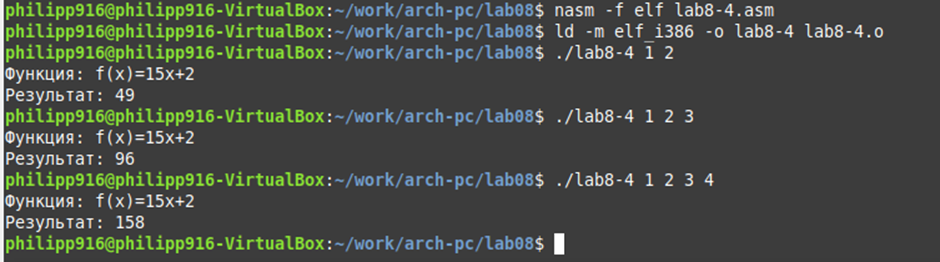 philipp916@philipp916-VirtualBox:~/work/arch-pc/lab08$ nasm -f elf lab8-4.asm
philipp916@philipp916-VirtualBox:~/work/arch-pc/lab08$ ld -m elf_i386 -o lab8-4 lab8-4.o
philipp916@philipp916-VirtualBox:~/work/arch-pc/lab08$ ./lab8-4 1 2
Функция: f(x)=15x+2
Результат: 49
philipp916@philipp916-VirtualBox:~/work/arch-pc/lab08$ ./lab8-4 1 2 3
Функция: f(x)=15x+2
Результат: 96
philipp916@philipp916-VirtualBox:~/work/arch-pc/lab08$ ./lab8-4 1 2 3 4
Функция: f(x)=15x+2
Результат: 158
philipp916@philipp916-VirtualBox:~/work/arch-pc/lab08$